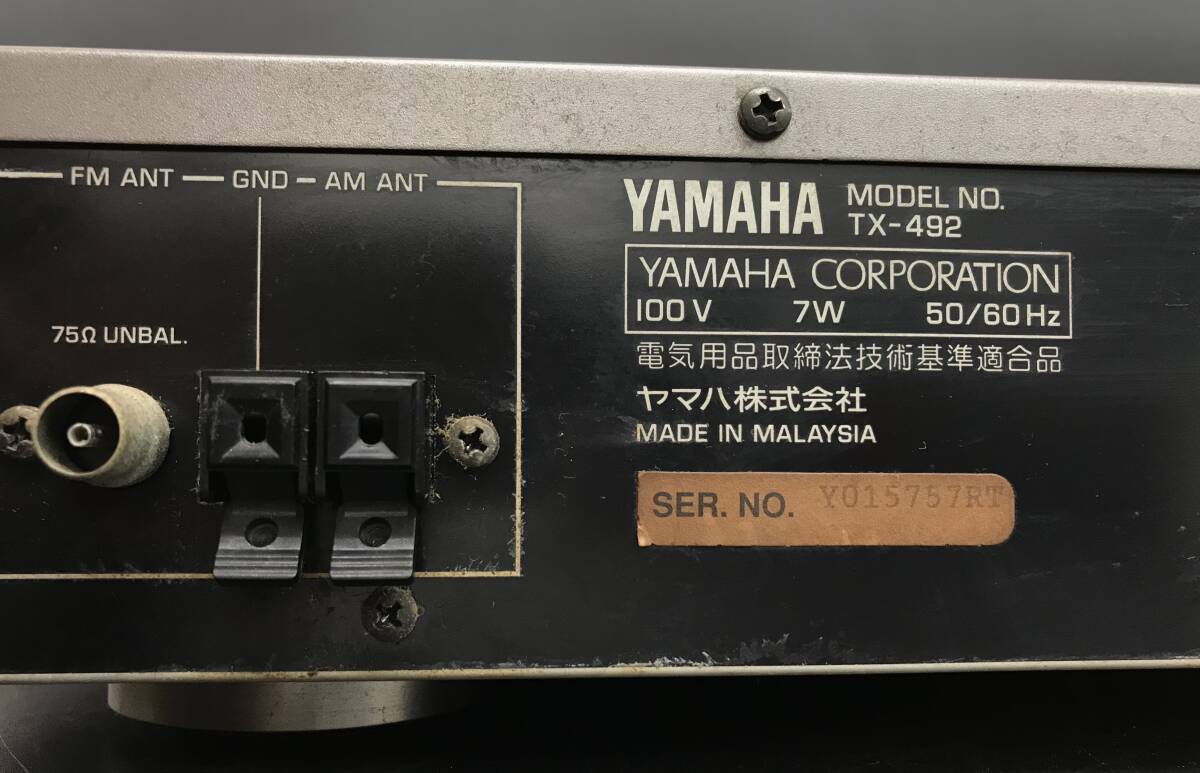 FM ANT GND AM ANT
75Ω UNBAL.
YAMAHA MODEL NO.
TX-492
YAMAHA CORPORATION
100V 7W 50/60Hz
電気用品取締法技術基準適合品
ヤマハ株式会社
MADE IN MALAYSIA
SER. NO. Y015757RT